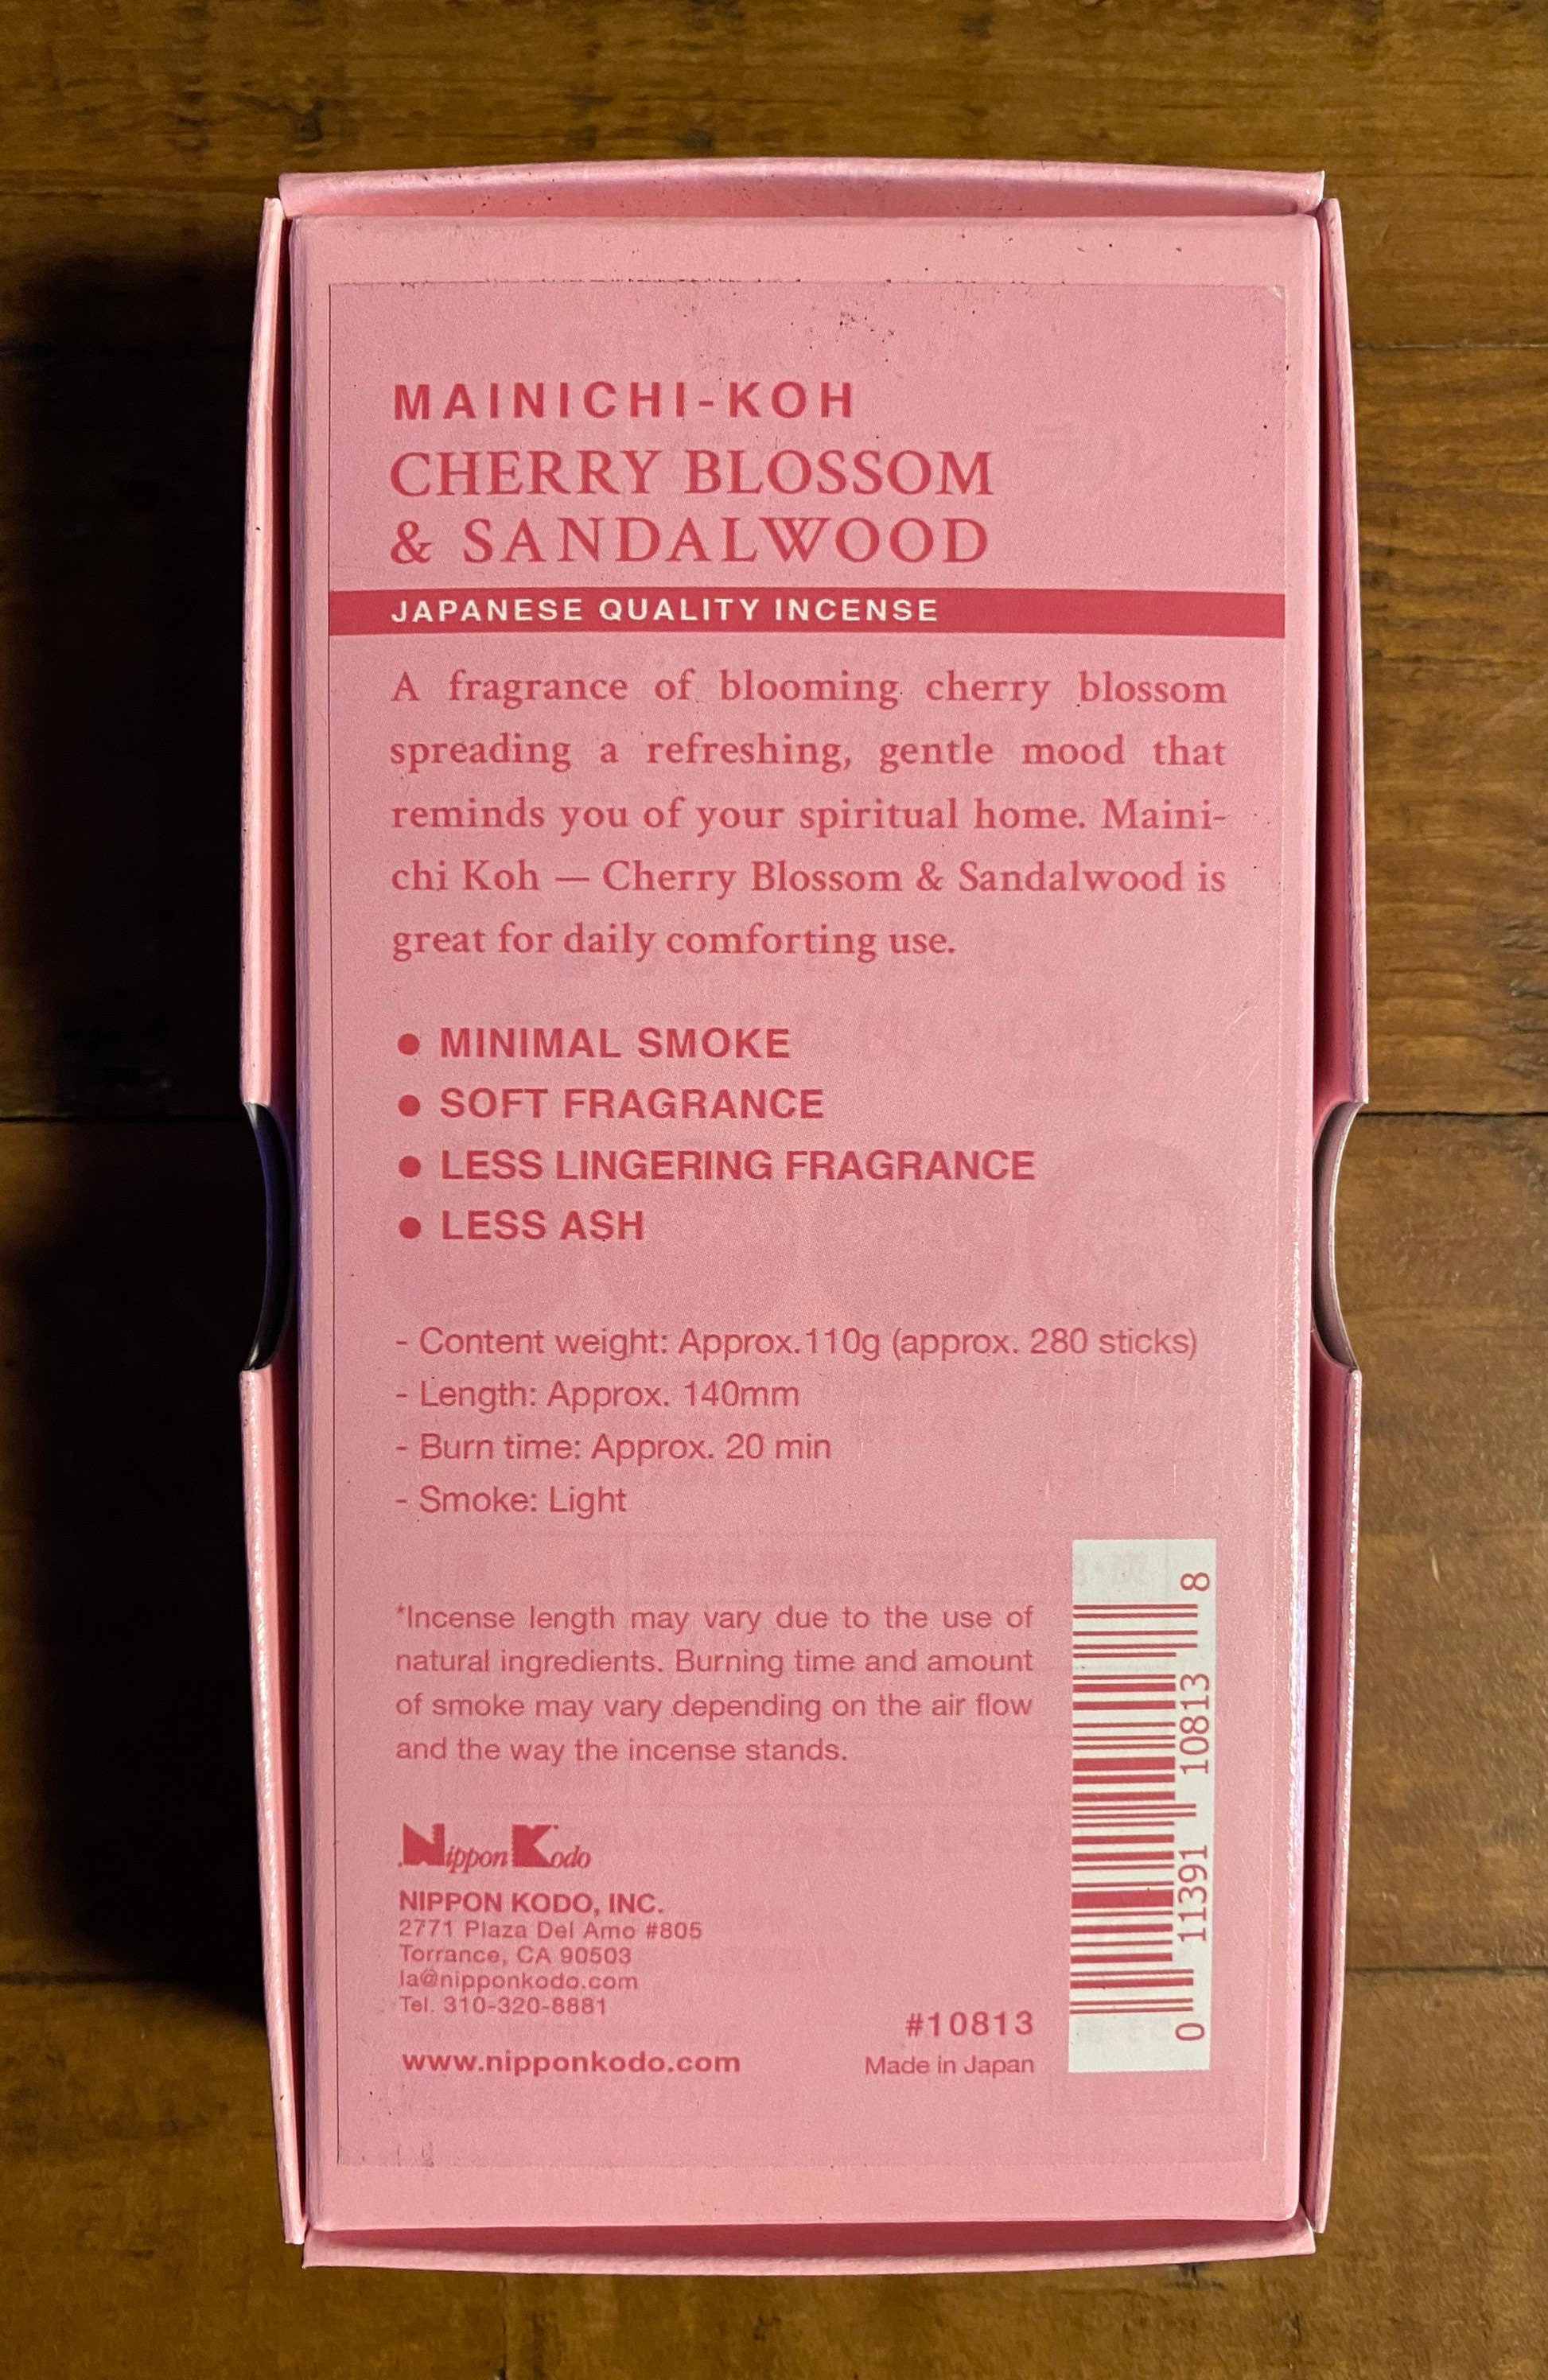 MAINICHI-KOH
CHERRY BLOSSOM
& SANDALWOOD
JAPANESE QUALITY INCENSE
A fragrance of blooming cherry blossom
spreading a refreshing, gentle mood that
reminds you of your spiritual home. Maini-
chi Koh — Cherry Blossom & Sandalwood is
great for daily comforting use.
● MINIMAL SMOKE
● SOFT FRAGRANCE
● LESS LINGERING FRAGRANCE
● LESS ASH
- Content weight: Approx.110g (approx. 280 sticks)
- Length: Approx. 140mm
- Burn time: Approx. 20 min
- Smoke: Light
*Incense length may vary due to the use of
natural ingredients. Burning time and amount
of smoke may vary depending on the air flow
and the way the incense stands.
Nippon Kodo
NIPPON KODO, INC.
2771 Plaza Del Amo #805
Torrance, CA 90503
la@nipponkodo.com
Tel. 310-320-8881
www.nipponkodo.com
#10813
Made in Japan
0 11391 10813 8